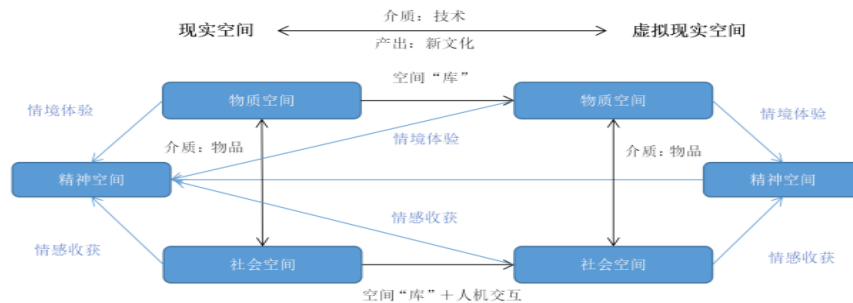 介质：技术
现实空间
虚拟现实空间
产出：新文化
空间“库”
物质空间
物质空间
情境体验
情境体验
情境体验
介质：物品
介质：物品
精神空间
精神空间
情感收获
情感收获
情感收获
社会空间
社会空间
空间“库”＋人机交互